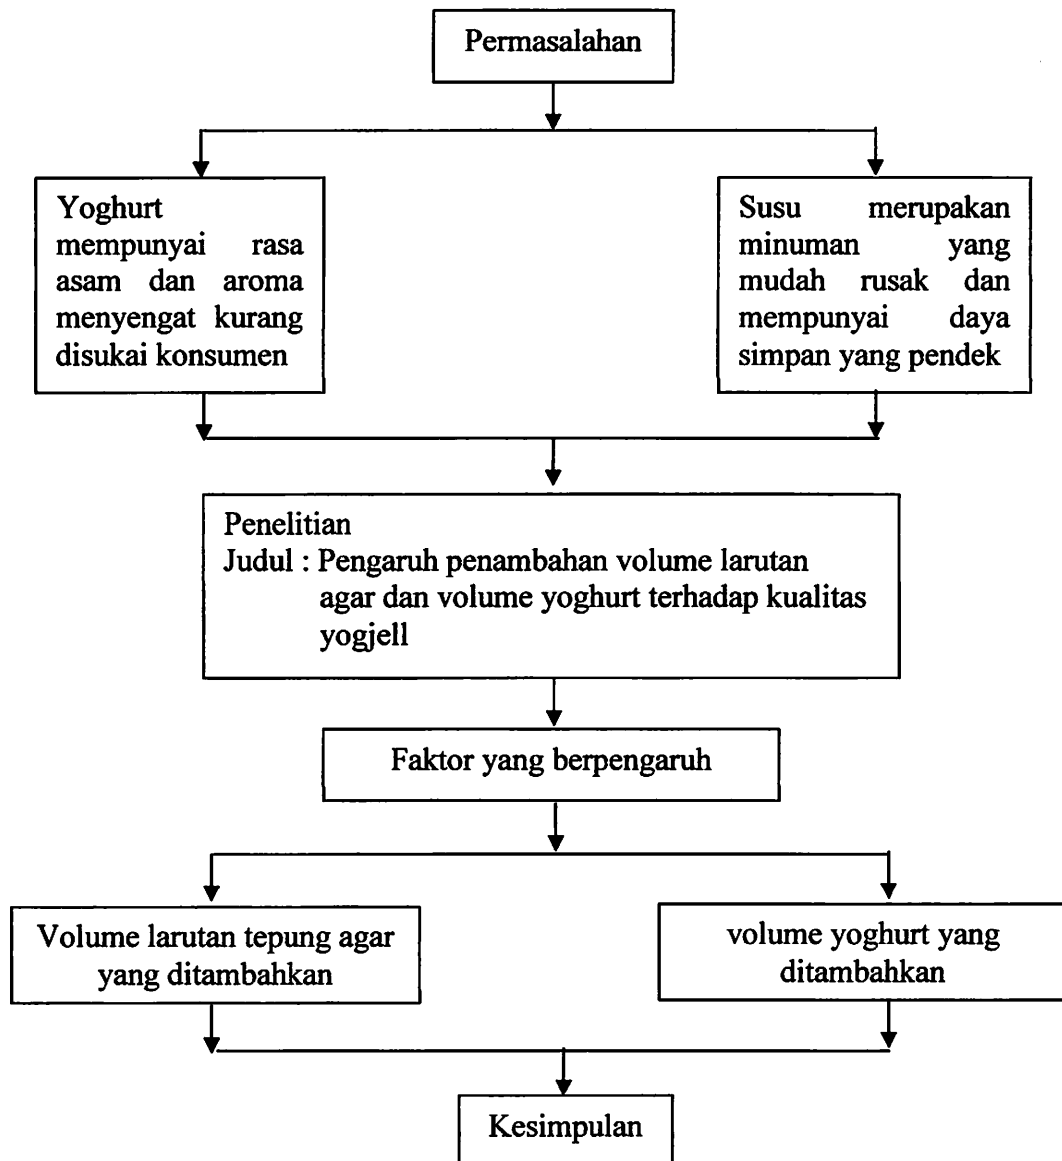 Permasalahan
Yoghurt
mempunyai rasa
asam dan aroma
menyengat kurang
disukai konsumen
Susu merupakan
minuman yang
mudah rusak dan
mempunyai daya
simpan yang pendek
Penelitian
Judul : Pengaruh penambahan volume larutan
agar dan volume yoghurt terhadap kualitas
yogjell
Faktor yang berpengaruh
Volume larutan tepung agar
yang ditambahkan
volume yoghurt yang
ditambahkan
Kesimpulan